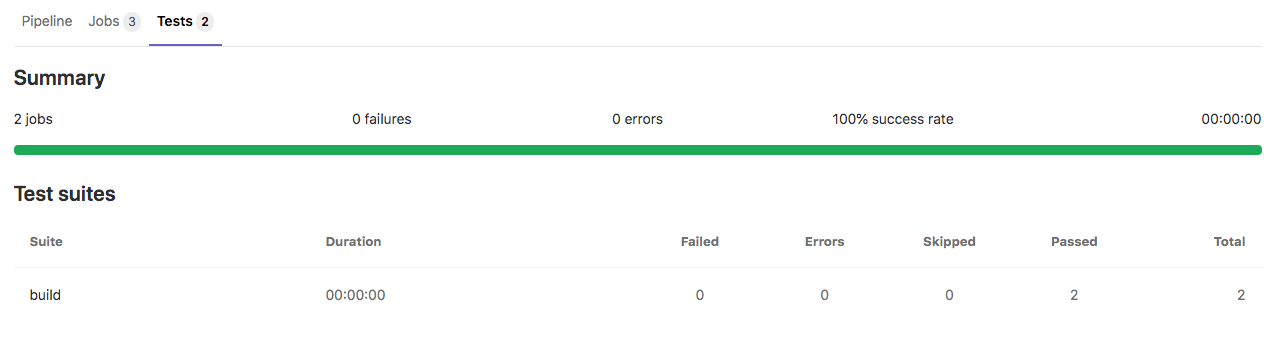 Pipeline Jobs 3 Tests 2
Summary
2 jobs 0 failures 0 errors 100% success rate 00:00:00
Test suites
Suite Duration Failed Errors Skipped Passed Total
build 00:00:00 0 0 0 2 2